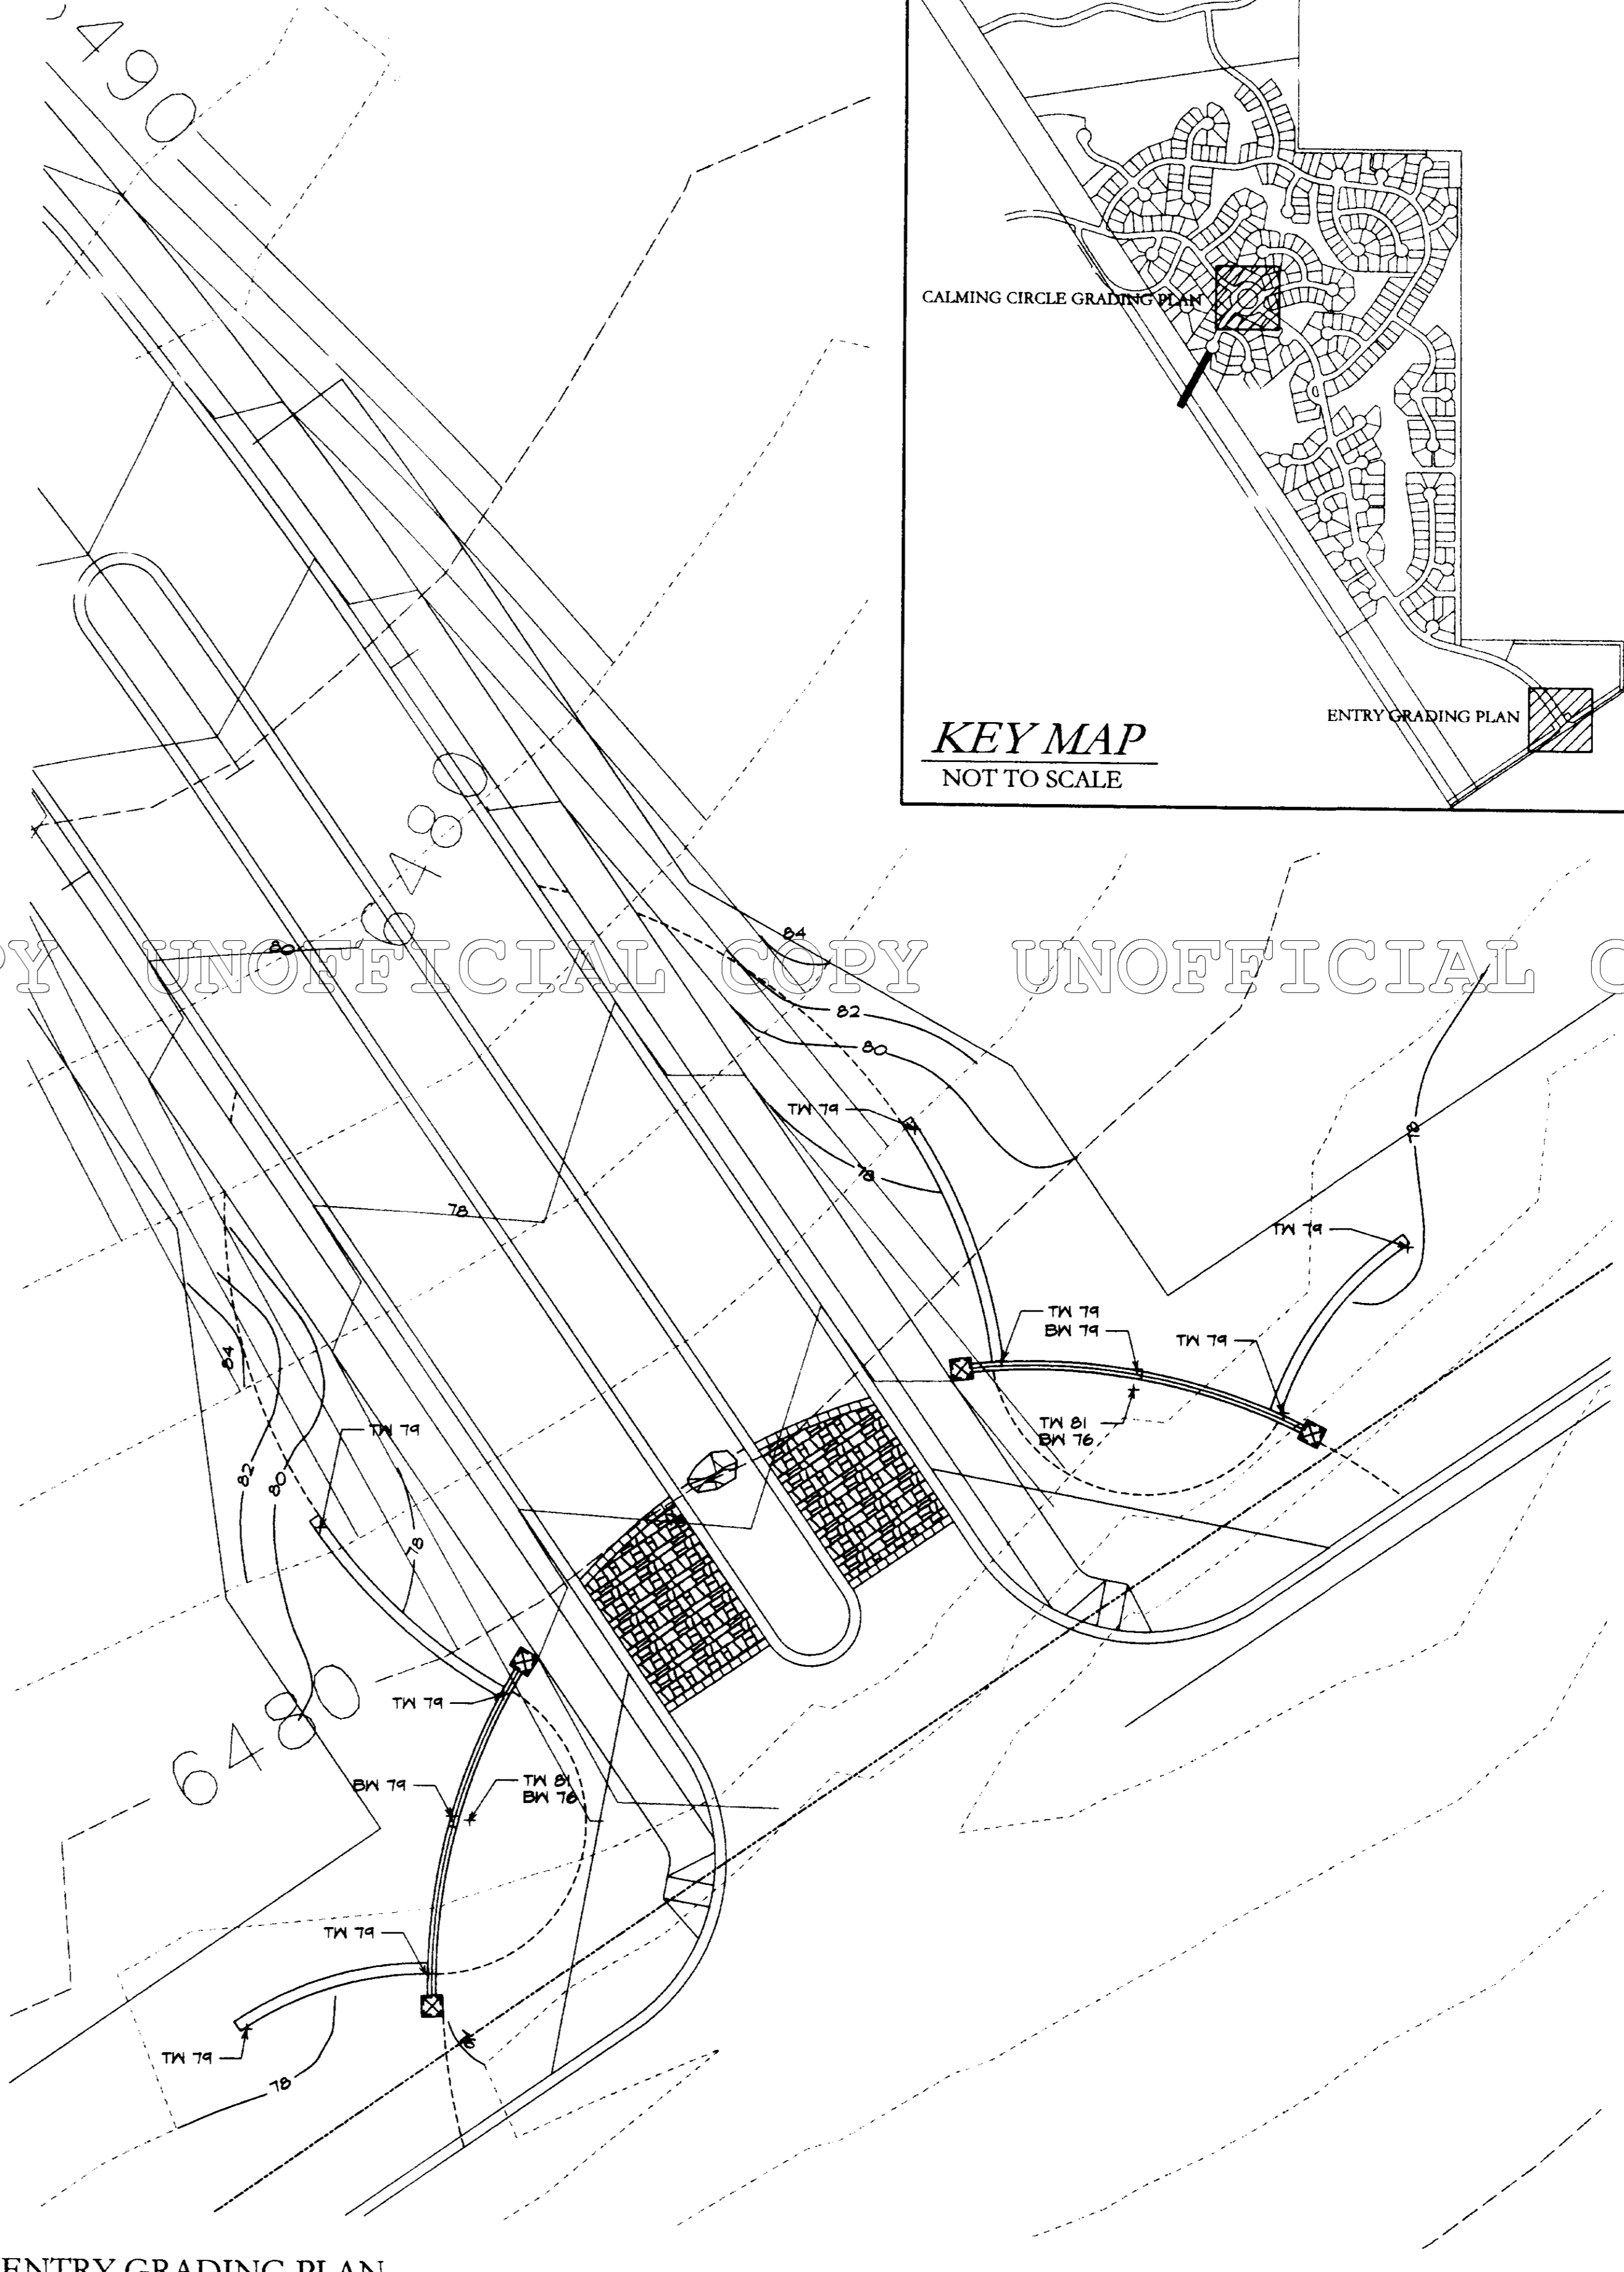 6490
CALMING CIRCLE GRADING PLAN
ENTRY GRADING PLAN
KEY MAP
NOT TO SCALE
6480
84
80
UNOFFICIAL COPY UNOFFICIAL
82
80
TW 79
78
78
TW 79
78
TW 79
BW 79
TW 79
84
TW 81
BW 76
TW 79
82
80
78
6480
TW 79
BW 79
TW 81
BW 76
TW 79
TW 79
78
ENTRY GRADING PLAN